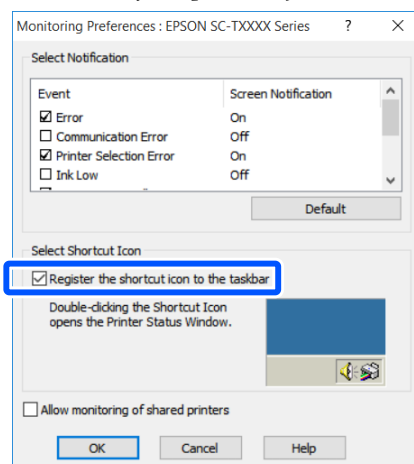 Monitoring Preferences : EPSON SC-TXXXX Series ? ×
Select Notification
Event Screen Notification
Error On
Communication Error Off
Printer Selection Error On
Ink Low Off
Default
Select Shortcut Icon
Register the shortcut icon to the taskbar
Double-clicking the Shortcut Icon
opens the Printer Status Window.
Allow monitoring of shared printers
OK Cancel Help